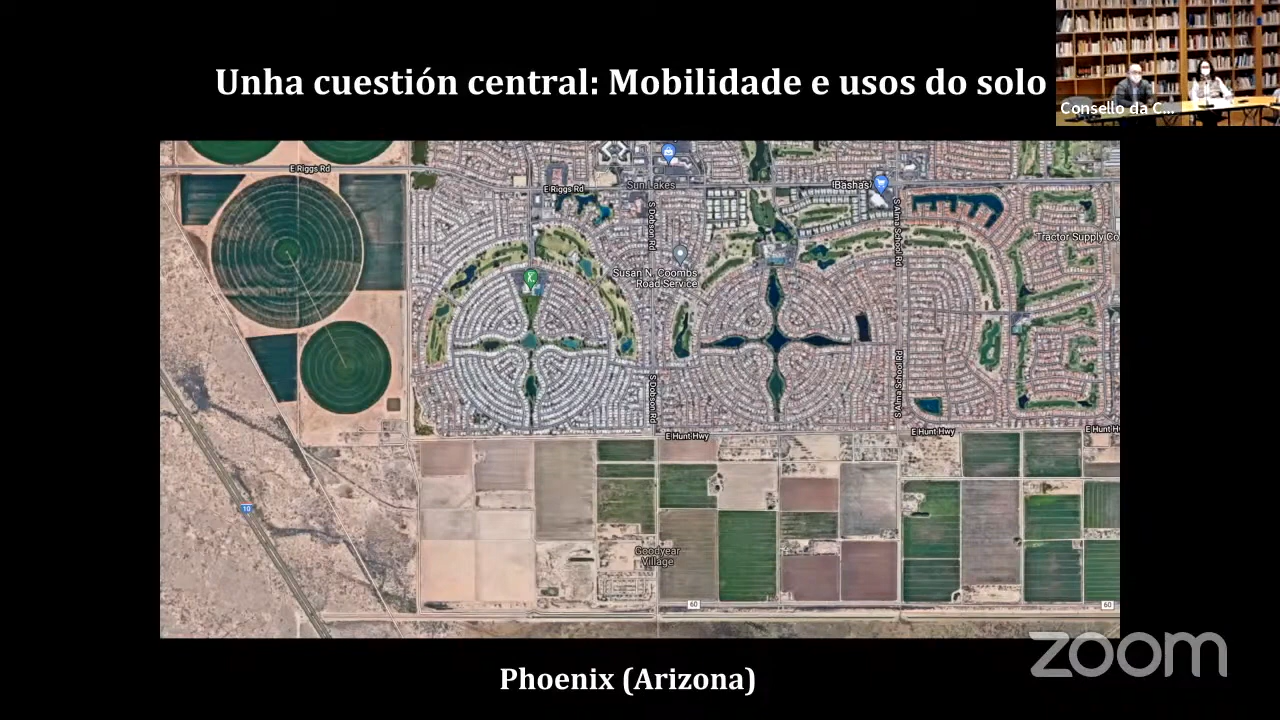 Unha cuestión central: Mobilidade e usos do solo
Consello da C...
E Riggs Rd
E Riggs Rd
Sun Lakes
Bashas'
S Dobson Rd
S Alma School Rd
Tractor Supply Co
Susan N. Coombs
Road Service
S Dobson Rd
S Alma School Rd
E Hunt Hwy
E Hunt Hwy
E Hunt H
10
Goodyear
Village
60
60
zoom
Phoenix (Arizona)